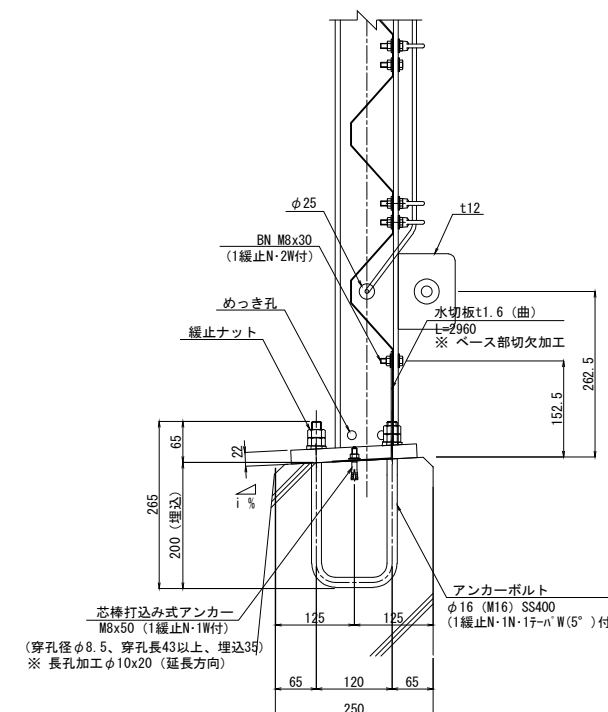 φ25
t12
BN M8x30
(1緩止N・2W付)
めっき孔
緩止ナット
水切板t1.6 (曲)
L=2960
※ ベース部切欠加工
262.5
152.5
65
22
265
200 (埋込)
i %
アンカーボルト
φ16 (M16) SS400
(1緩止N・1N・1テーパW(5°)付
芯棒打込み式アンカー
M8x50 (1緩止N・1W付)
(穿孔径φ8.5、穿孔長43以上、埋込35)
※ 長孔加工φ10x20 (延長方向)
125
125
65
120
65
250